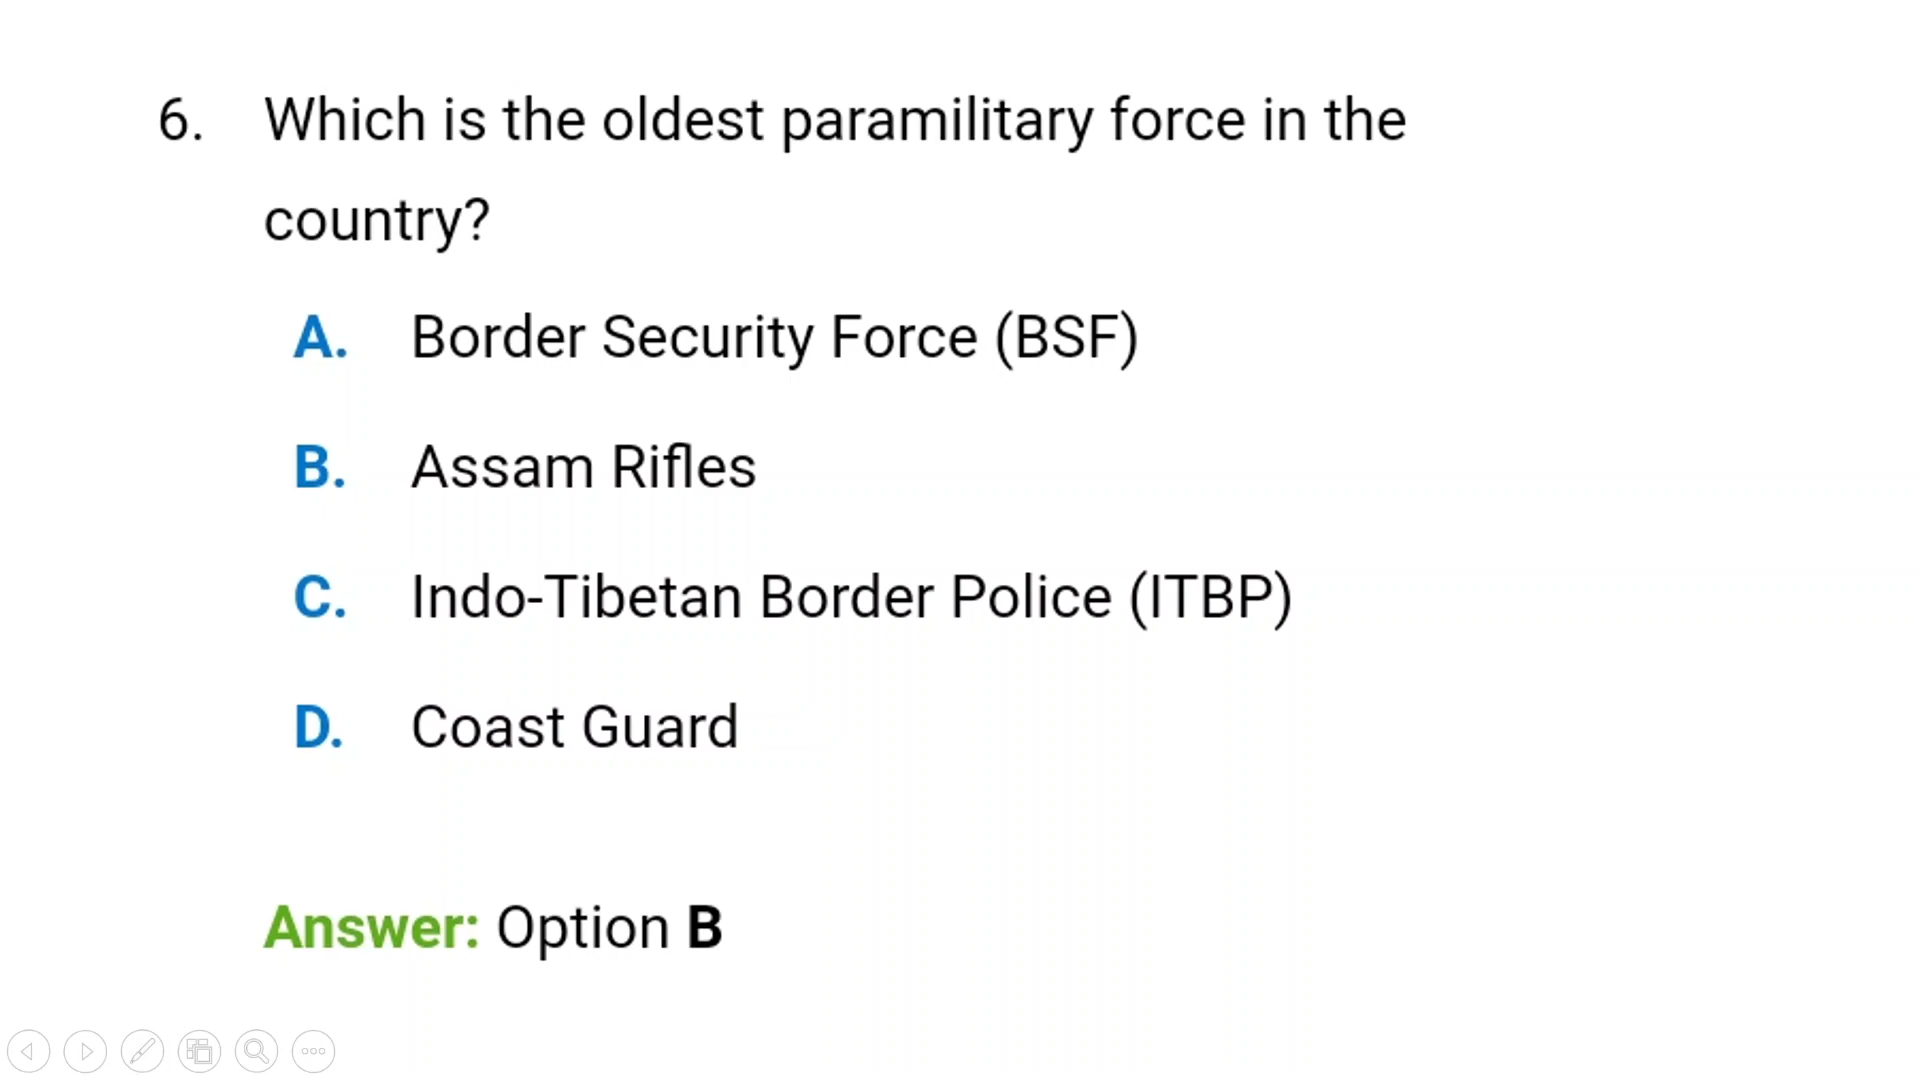 6. Which is the oldest paramilitary force in the
country?
A. Border Security Force (BSF)
B. Assam Rifles
C. Indo-Tibetan Border Police (ITBP)
D. Coast Guard
Answer: Option B